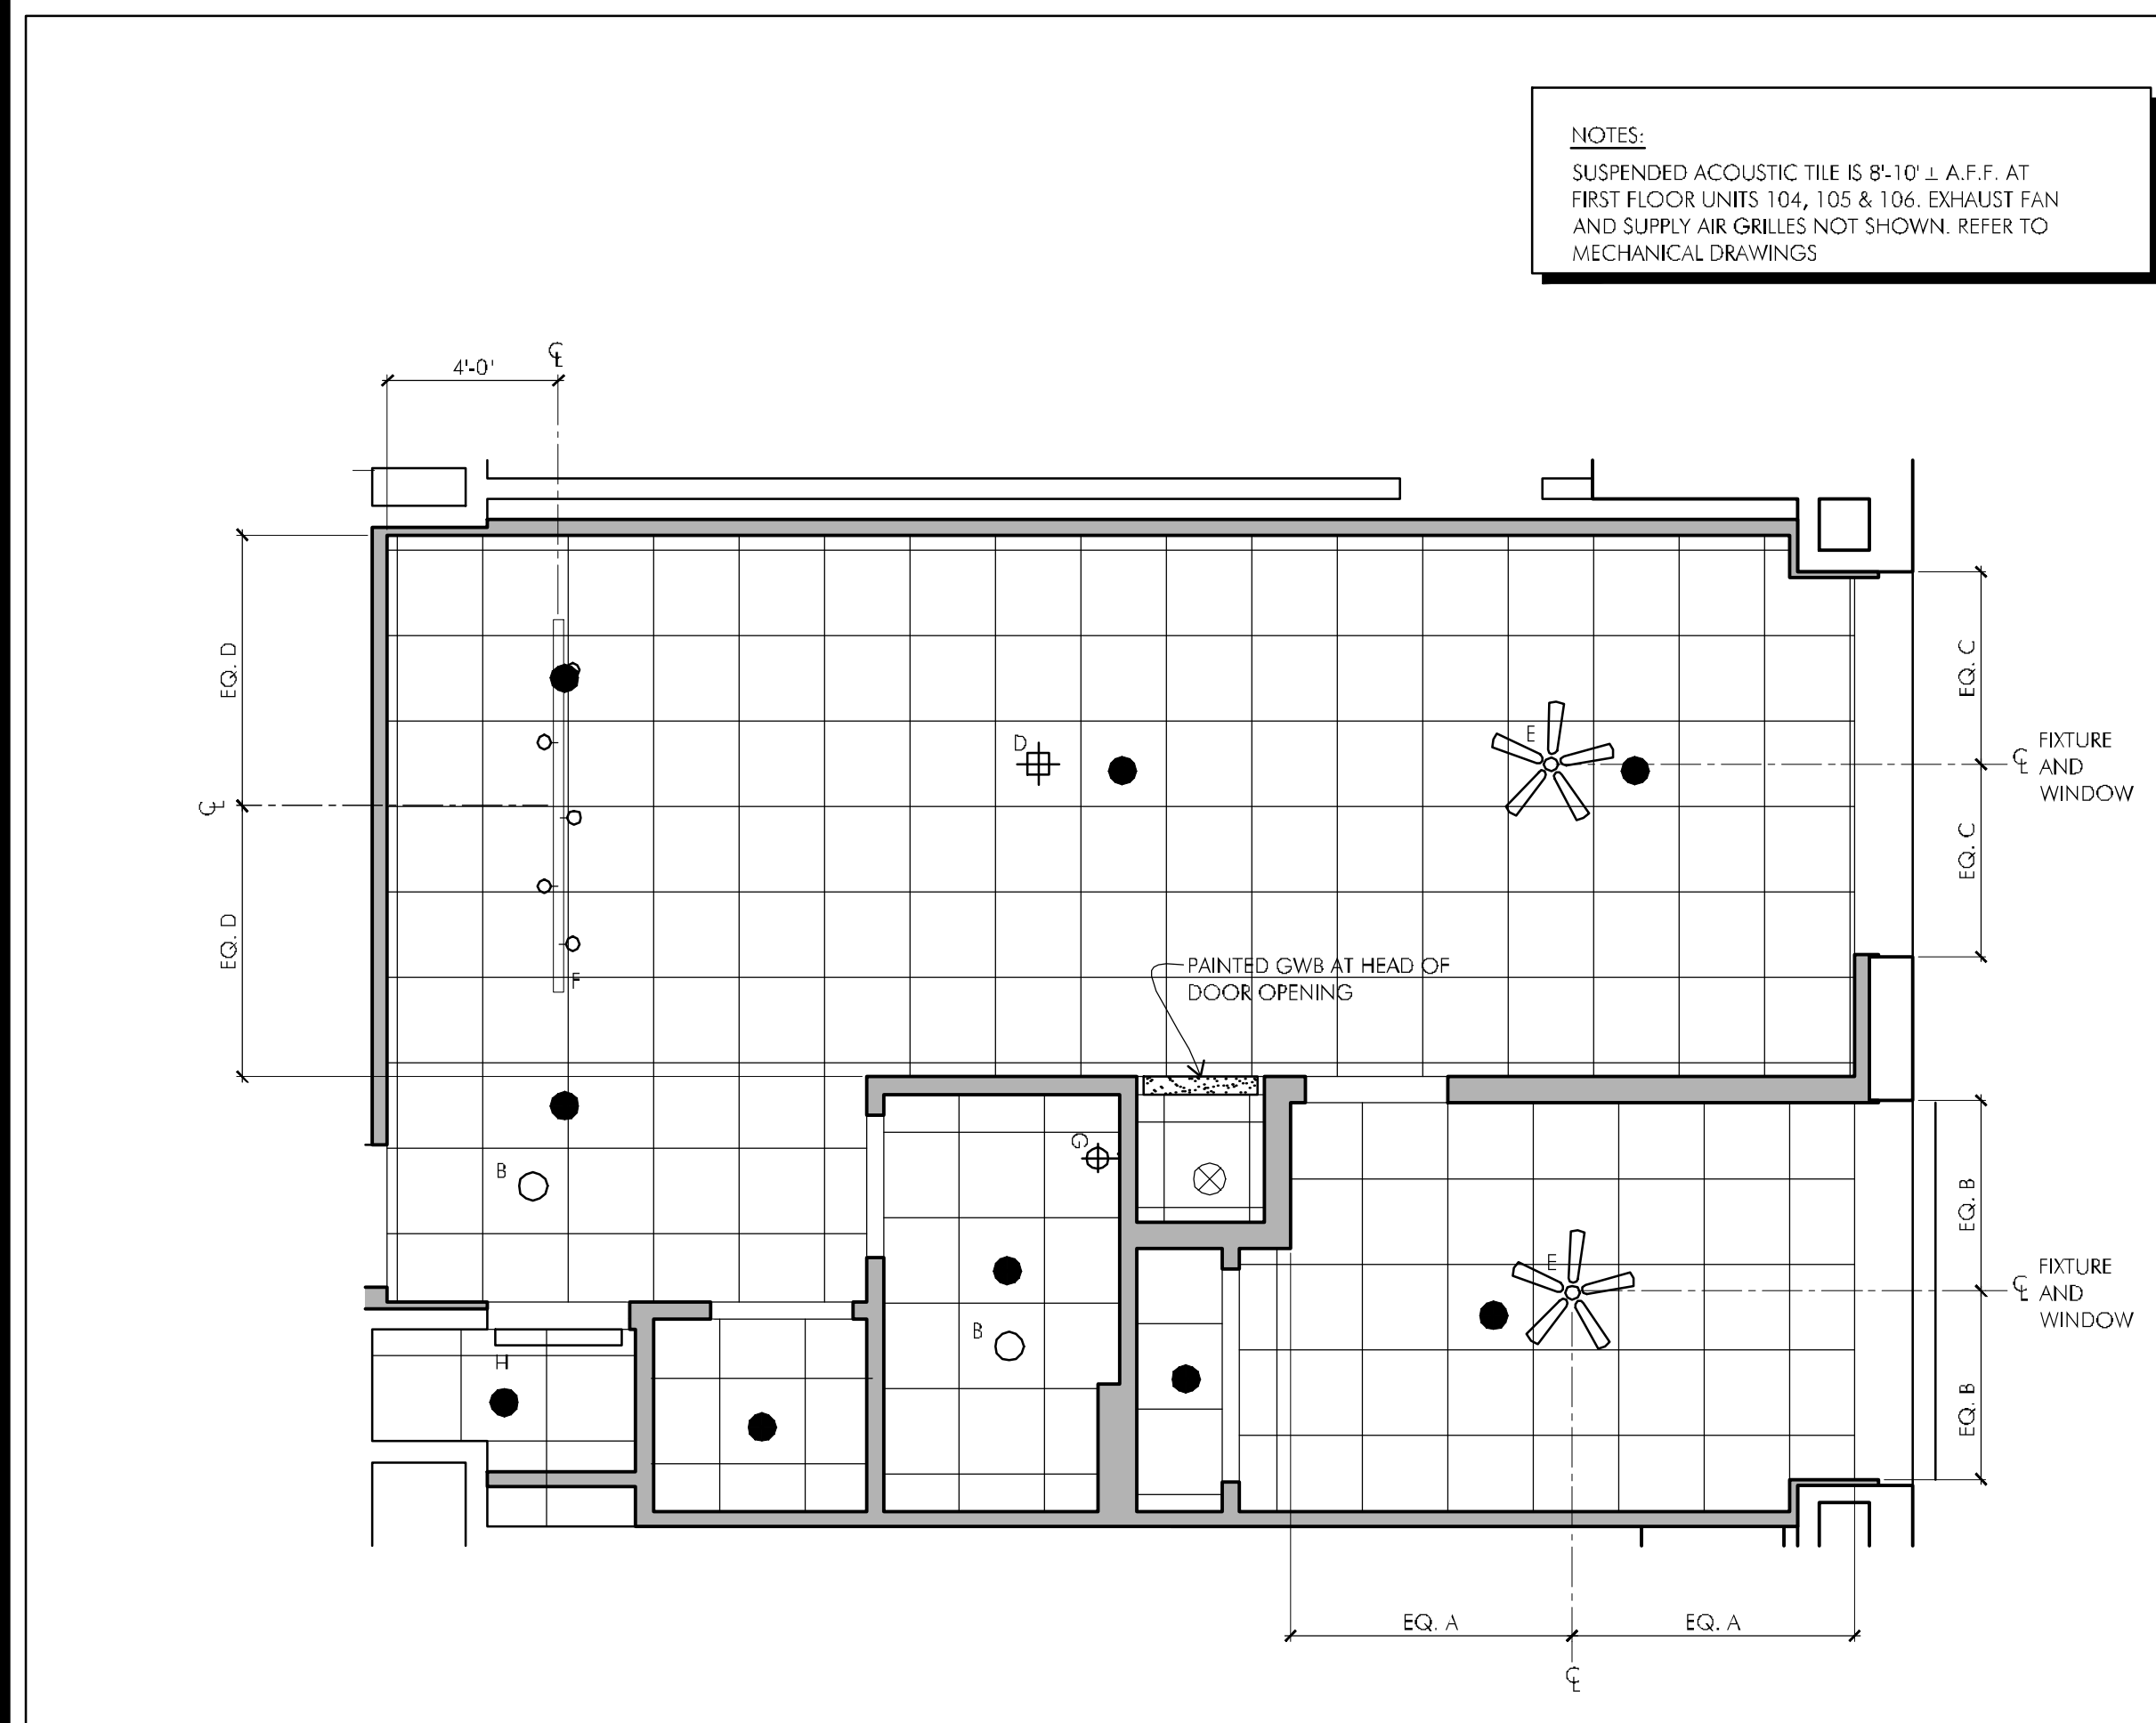 NOTES:
SUSPENDED ACOUSTIC TILE IS 8'-10' ± A.F.F. AT
FIRST FLOOR UNITS 104, 105 & 106. EXHAUST FAN
AND SUPPLY AIR GRILLES NOT SHOWN. REFER TO
MECHANICAL DRAWINGS
℄
4'-0'
EQ. D
EQ. C
D
E
℄
FIXTURE
AND
WINDOW
℄
EQ. C
EQ. D
F
PAINTED GWB AT HEAD OF
DOOR OPENING
G
B
EQ. B
E
℄
FIXTURE
AND
WINDOW
B
H
EQ. B
EQ. A
EQ. A
℄